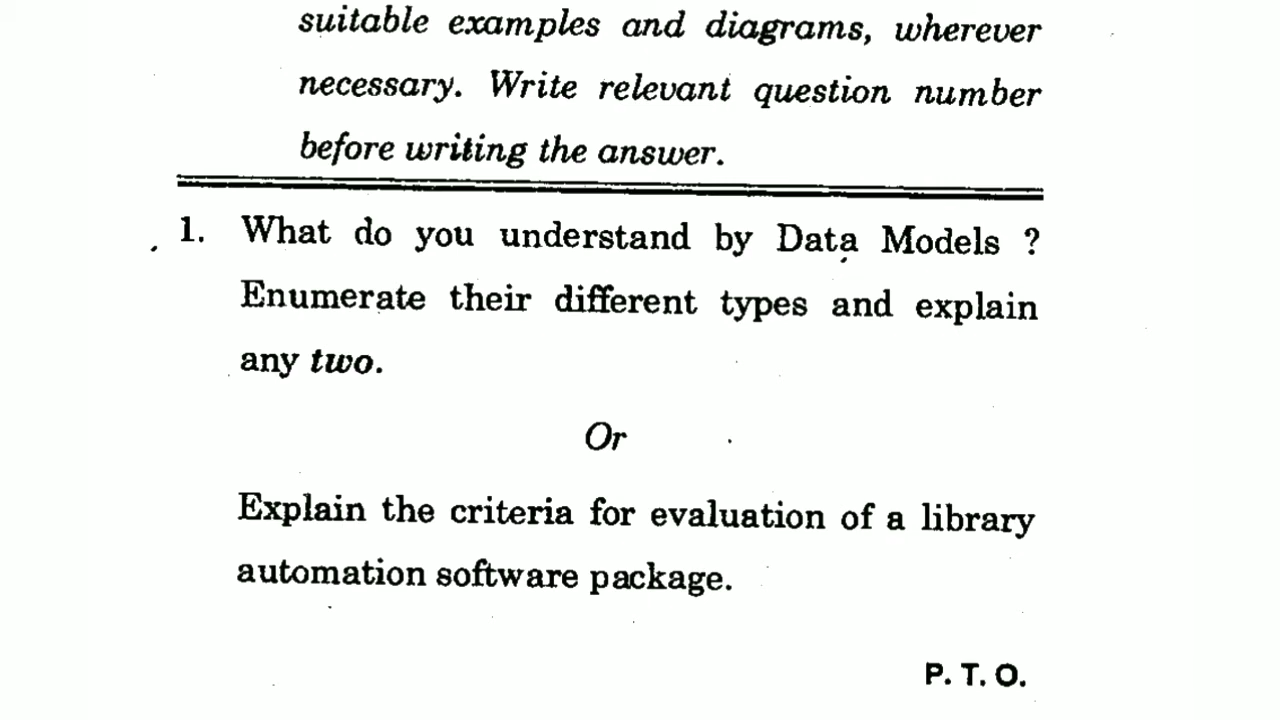 suitable examples and diagrams, wherever
necessary. Write relevant question number
before writing the answer.
1. What do you understand by Data Models ?
Enumerate their different types and explain
any two.
Or
Explain the criteria for evaluation of a library
automation software package.
P. T. O.